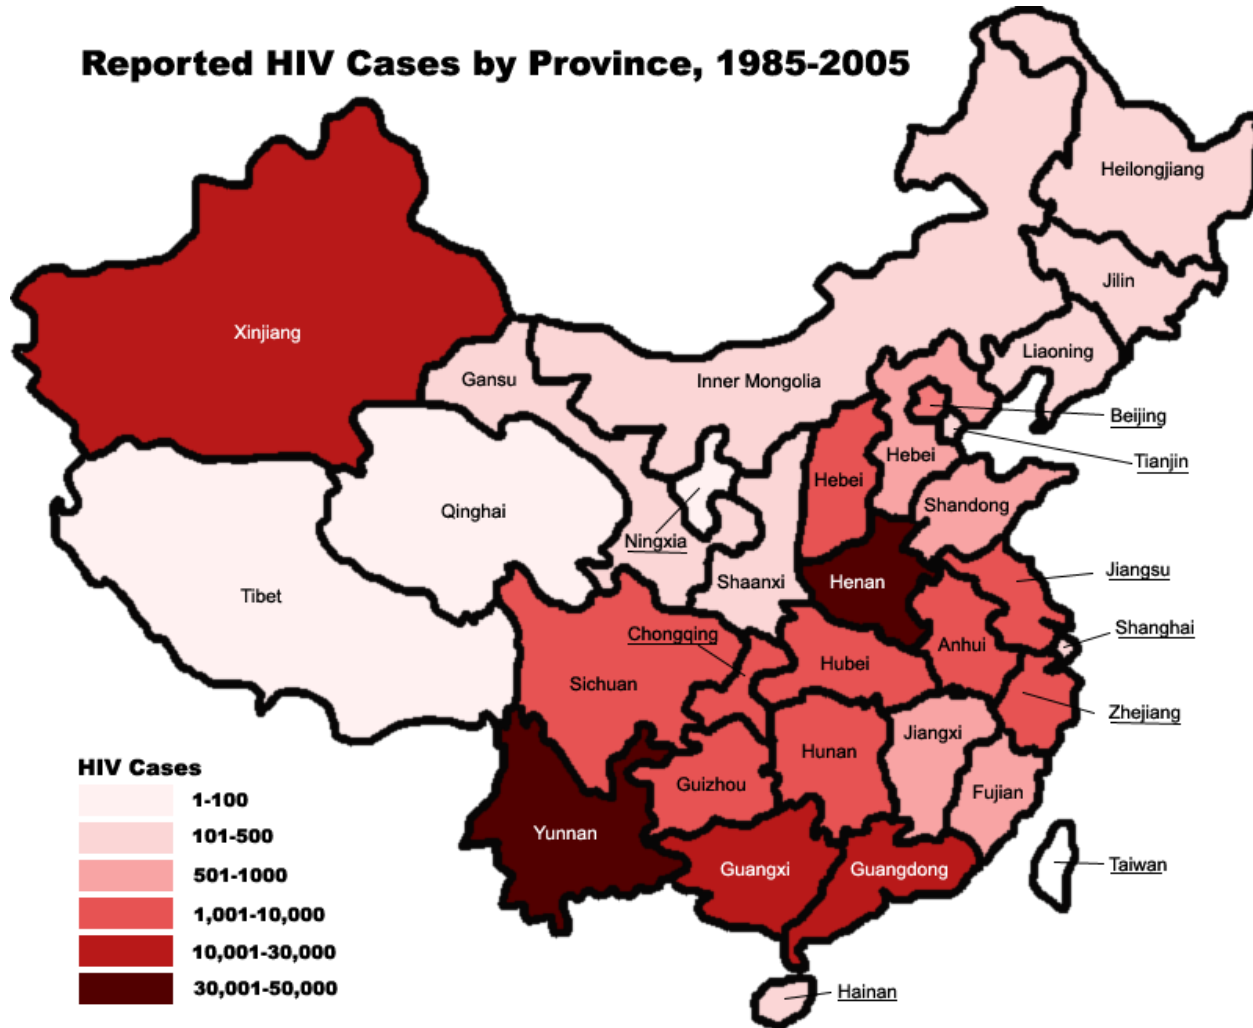 Reported HIV Cases by Province, 1985-2005
Heilongjiang
Jilin
Xinjiang
Liaoning
Gansu
Inner Mongolia
Beijing
Hebei
Tianjin
Hebei
Shandong
Qinghai
Ningxia
Jiangsu
Shaanxi
Henan
Tibet
Shanghai
Chongqing
Anhui
Hubei
Sichuan
Zhejiang
Jiangxi
Hunan
HIV Cases
Guizhou
Fujian
1-100
101-500
Yunnan
Taiwan
Guangxi
Guangdong
501-1000
1,001-10,000
10,001-30,000
30,001-50,000
Hainan